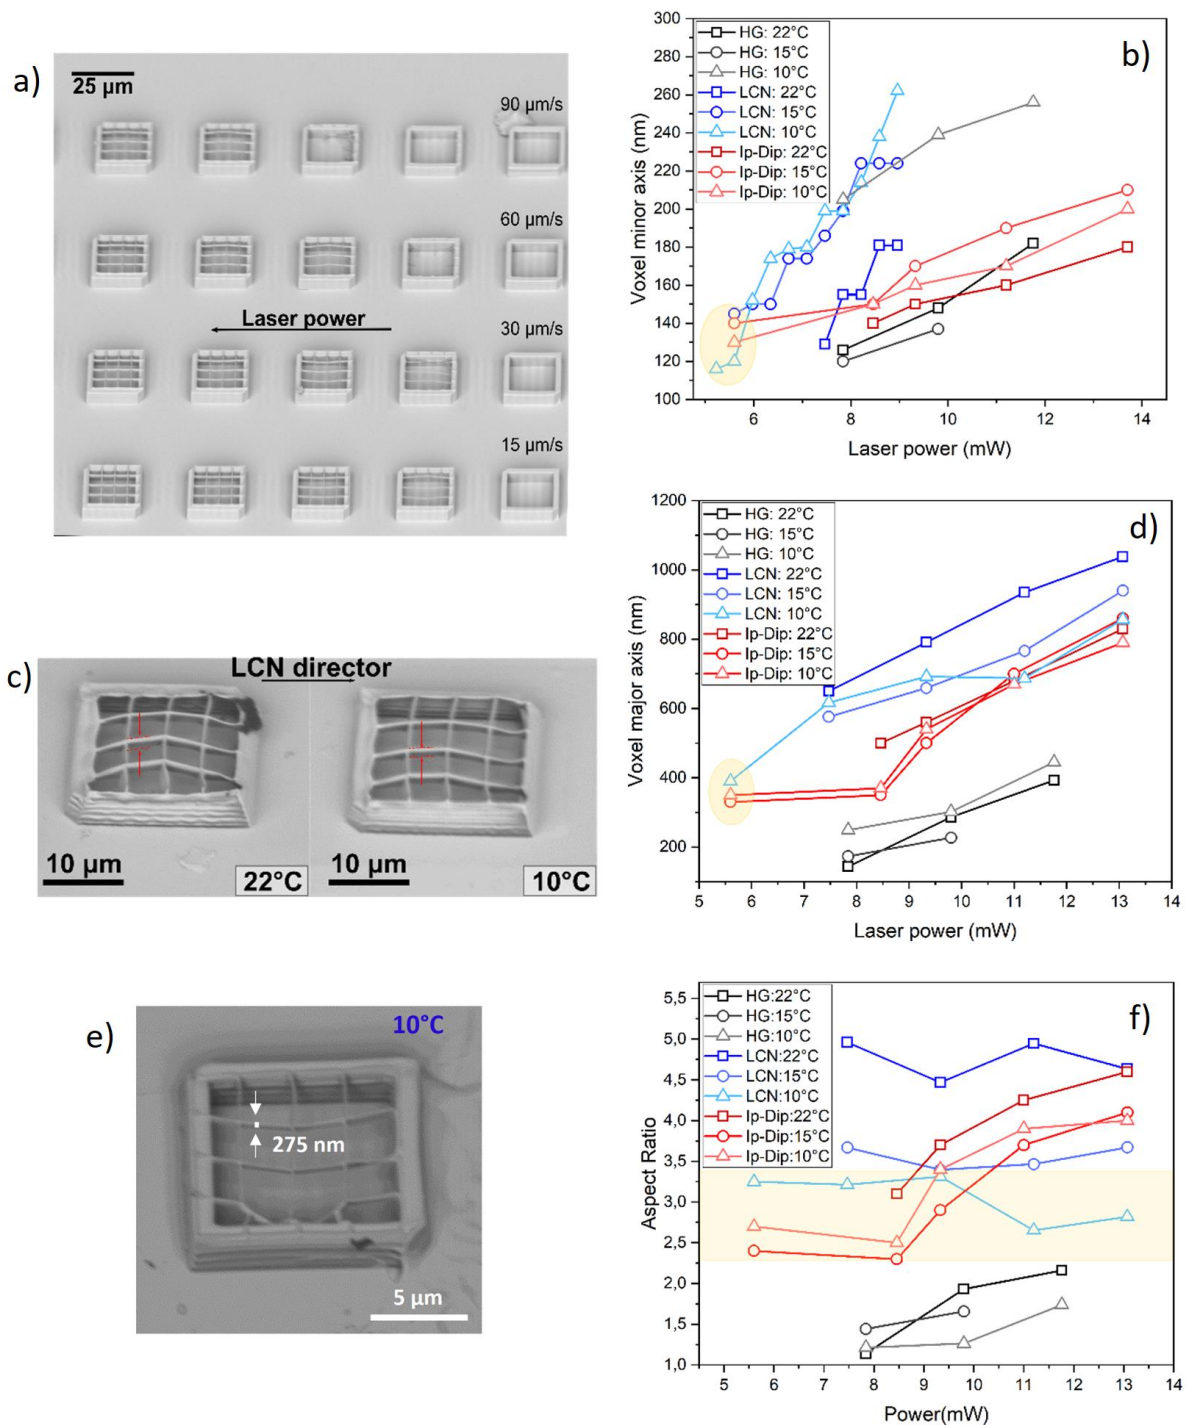 a)
25 µm
90 µm/s
60 µm/s
Laser power
30 µm/s
15 µm/s
b)
HG: 22°C
HG: 15°C
HG: 10°C
LCN: 22°C
LCN: 15°C
LCN: 10°C
Ip-Dip: 22°C
Ip-Dip: 15°C
Ip-Dip: 10°C
Voxel minor axis (nm)
300
280
260
240
220
200
180
160
140
120
100
6 8 10 12 14
Laser power (mW)
c)
LCN director
10 µm
22°C
10 µm
10°C
d)
HG: 22°C
HG: 15°C
HG: 10°C
LCN: 22°C
LCN: 15°C
LCN: 10°C
Ip-Dip: 22°C
Ip-Dip: 15°C
Ip-Dip: 10°C
Voxel major axis (nm)
1200
1000
800
600
400
200
5 6 7 8 9 10 11 12 13 14
Laser power (mW)
e)
10°C
275 nm
5 µm
f)
HG:22°C
HG:15°C
HG:10°C
LCN:22°C
LCN:15°C
LCN:10°C
Ip-Dip:22°C
Ip-Dip:15°C
Ip-Dip:10°C
Aspect Ratio
5,5
5,0
4,5
4,0
3,5
3,0
2,5
2,0
1,5
1,0
5 6 7 8 9 10 11 12 13 14
Power(mW)